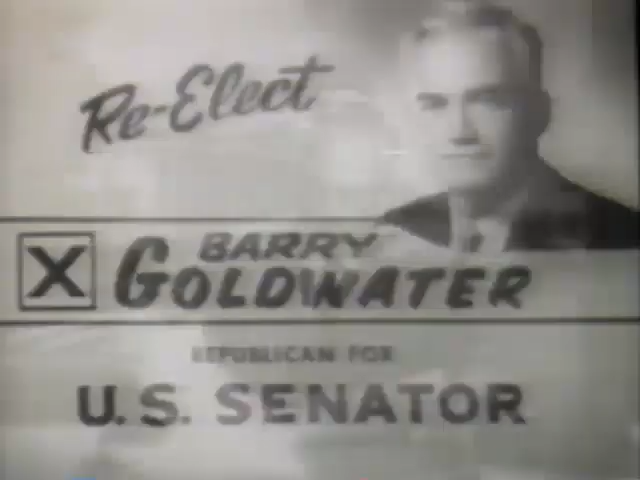 Re-Elect
BARRY
X GOLDWATER
REPUBLICAN FOR
U.S. SENATOR